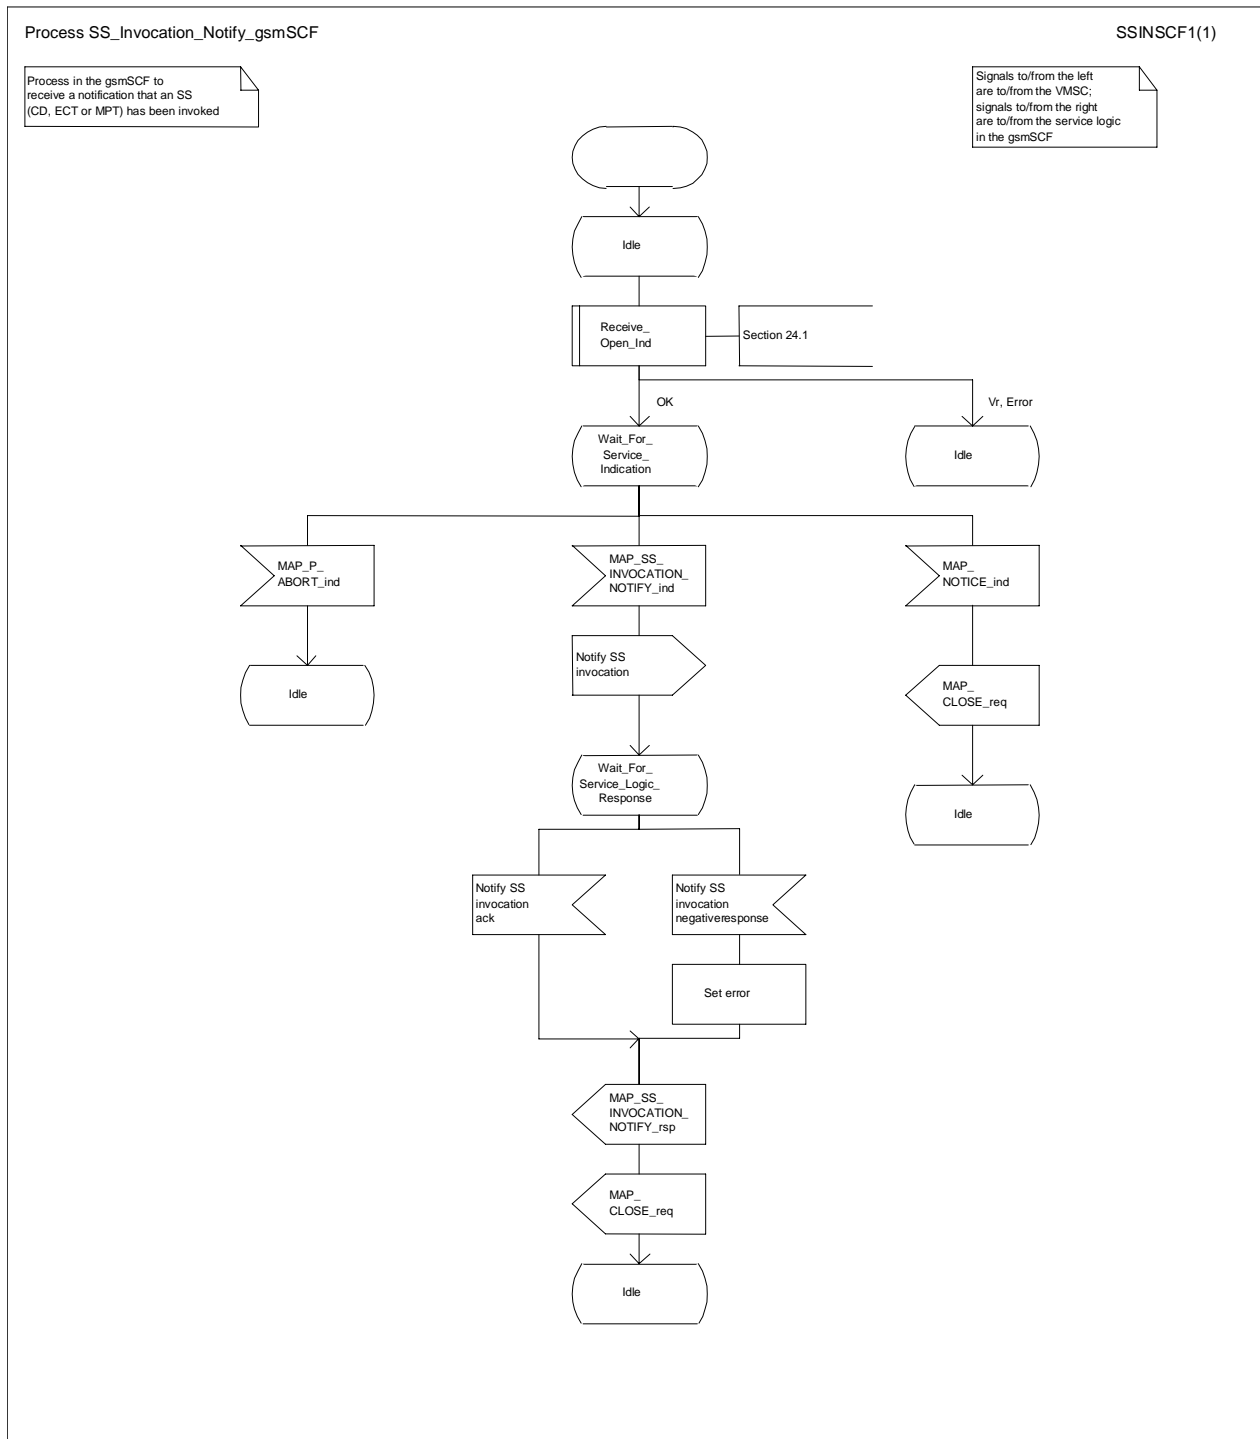 Process SS_Invocation_Notify_gsmSCF
SSINSCF1(1)
Process in the gsmSCF to
receive a notification that an SS
(CD, ECT or MPT) has been invoked
Signals to/from the left
are to/from the VMSC;
signals to/from the right
are to/from the service logic
in the gsmSCF
Idle
Receive_
Open_Ind
Section 24.1
OK
Vr, Error
Wait_For_
Service_
Indication
Idle
MAP_P_
ABORT_ind
MAP_SS_
INVOCATION_
NOTIFY_ind
MAP_
NOTICE_ind
Idle
Notify SS
invocation
MAP_
CLOSE_req
Wait_For_
Service_Logic_
Response
Idle
Notify SS
invocation
ack
Notify SS
invocation
negativeresponse
Set error
MAP_SS_
INVOCATION_
NOTIFY_rsp
MAP_
CLOSE_req
Idle